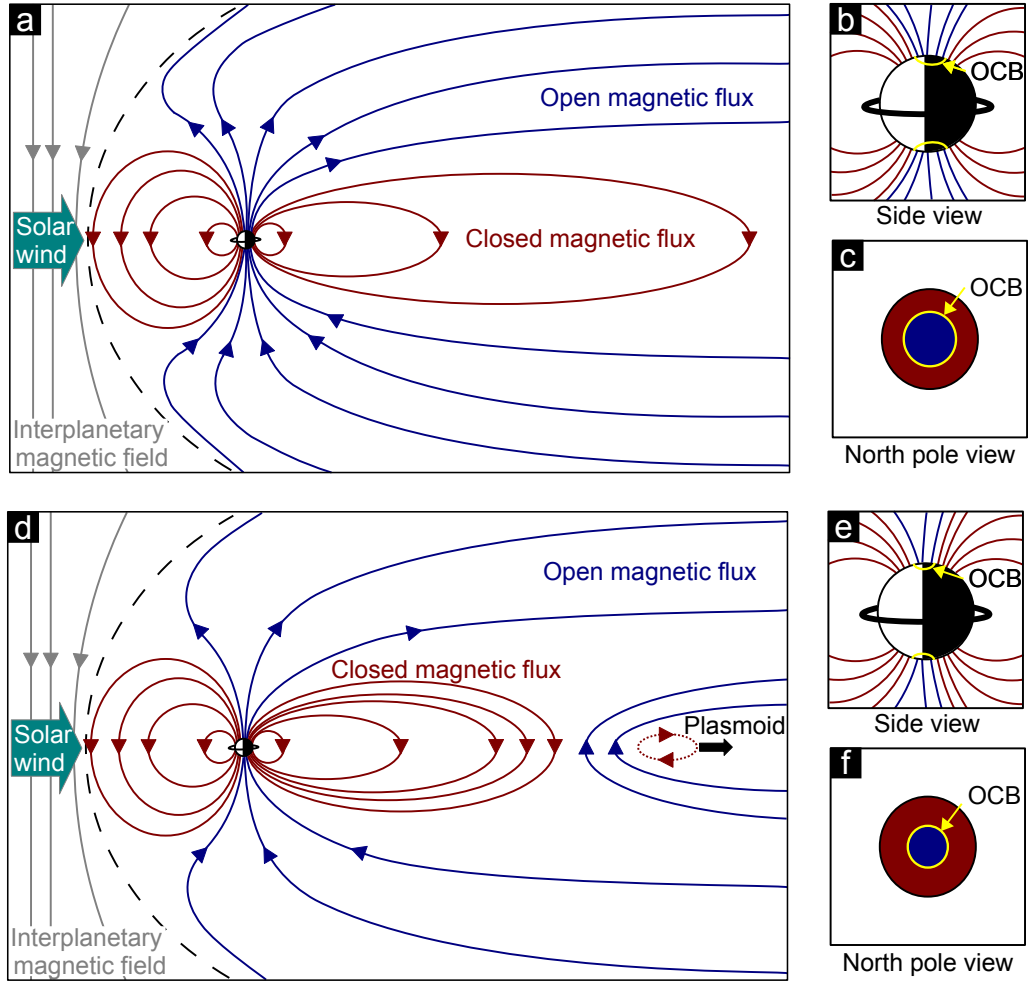 a
Open magnetic flux
Closed magnetic flux
Solar
wind
Interplanetary
magnetic field
b
OCB
Side view
c
OCB
North pole view
d
Open magnetic flux
Closed magnetic flux
Solar
wind
Plasmoid
Interplanetary
magnetic field
e
OCB
Side view
f
OCB
North pole view